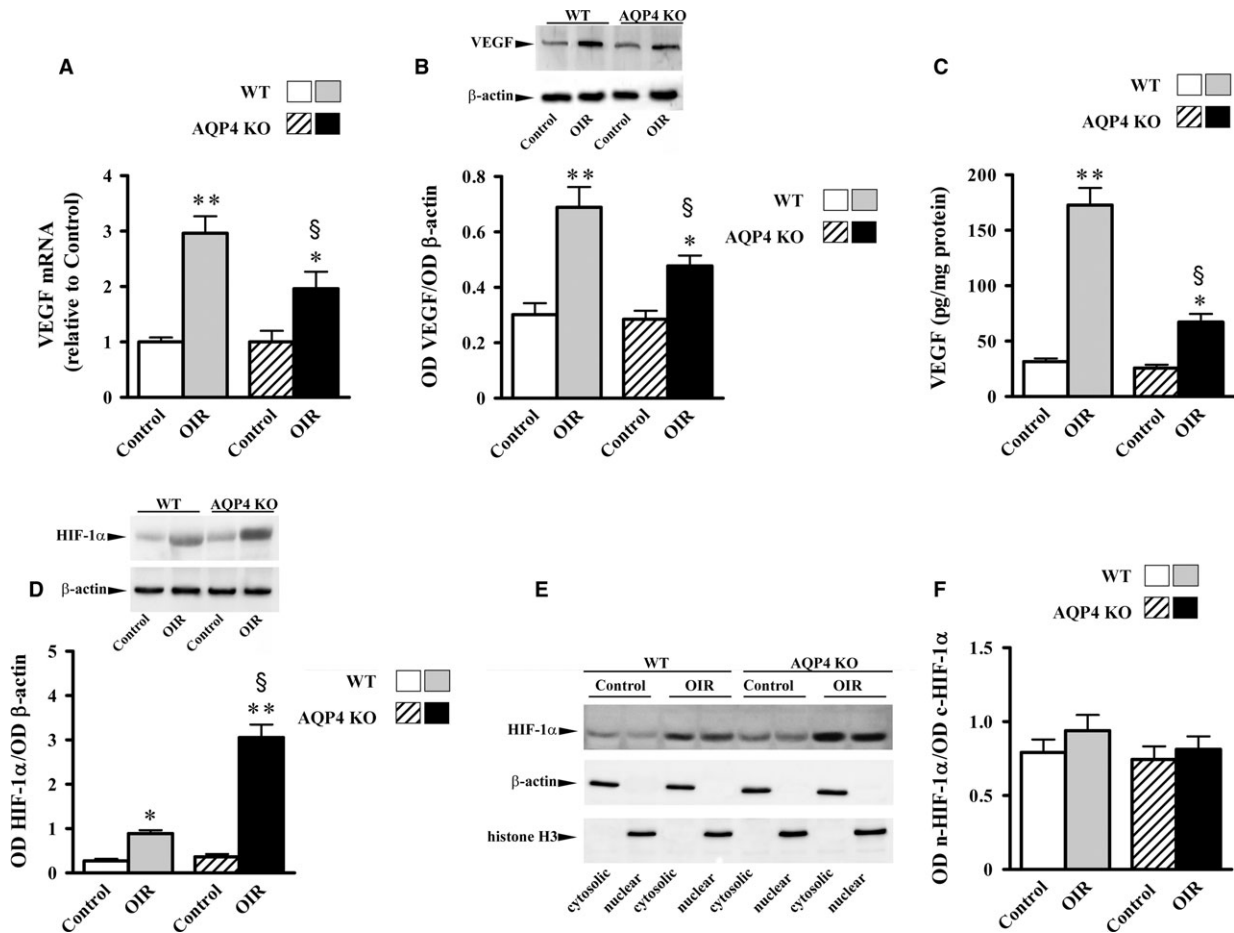 A
WT
AQP4 KO
VEGF mRNA
(relative to Control)
4
3
2
1
0
**
§
*
Control
OIR
Control
OIR
B
WT
AQP4 KO
VEGF
β-actin
Control
OIR
Control
OIR
OD VEGF/OD β-actin
0.8
0.6
0.4
0.2
0
**
§
*
WT
AQP4 KO
Control
OIR
Control
OIR
C
WT
AQP4 KO
VEGF (pg/mg protein)
200
150
100
50
0
**
§
*
Control
OIR
Control
OIR
D
WT
AQP4 KO
HIF-1α
β-actin
Control
OIR
Control
OIR
OD HIF-1α/OD β-actin
5
4
3
2
1
0
*
§
**
WT
AQP4 KO
Control
OIR
Control
OIR
E
WT
AQP4 KO
Control
OIR
Control
OIR
HIF-1α
β-actin
histone H3
cytosolic
nuclear
cytosolic
nuclear
cytosolic
nuclear
cytosolic
nuclear
F
WT
AQP4 KO
OD n-HIF-1α/OD c-HIF-1α
1.5
1.0
0.5
0
Control
OIR
Control
OIR